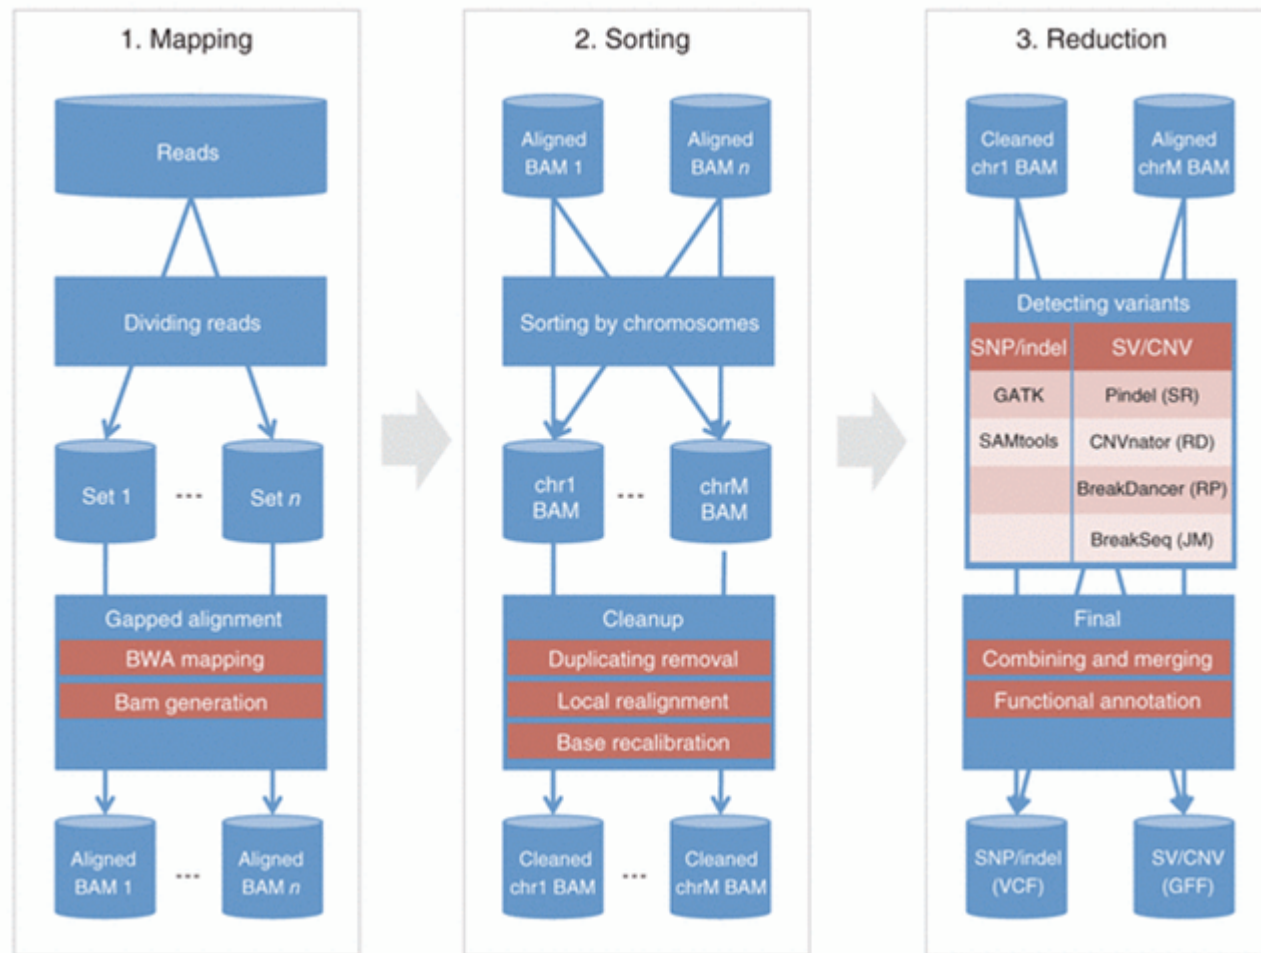 1. Mapping
Reads
Dividing reads
Set 1
...
Set n
Gapped alignment
BWA mapping
Bam generation
Aligned
BAM 1
...
Aligned
BAM n
2. Sorting
Aligned
BAM 1
Aligned
BAM n
Sorting by chromosomes
chr1
BAM
...
chrM
BAM
Cleanup
Duplicating removal
Local realignment
Base recalibration
Cleaned
chr1 BAM
...
Cleaned
chrM BAM
3. Reduction
Cleaned
chr1 BAM
Aligned
chrM BAM
Detecting variants
SNP/indel SV/CNV
GATK Pindel (SR)
SAMtools CNVnator (RD)
BreakDancer (RP)
BreakSeq (JM)
Final
Combining and merging
Functional annotation
SNP/indel
(VCF)
SV/CNV
(GFF)